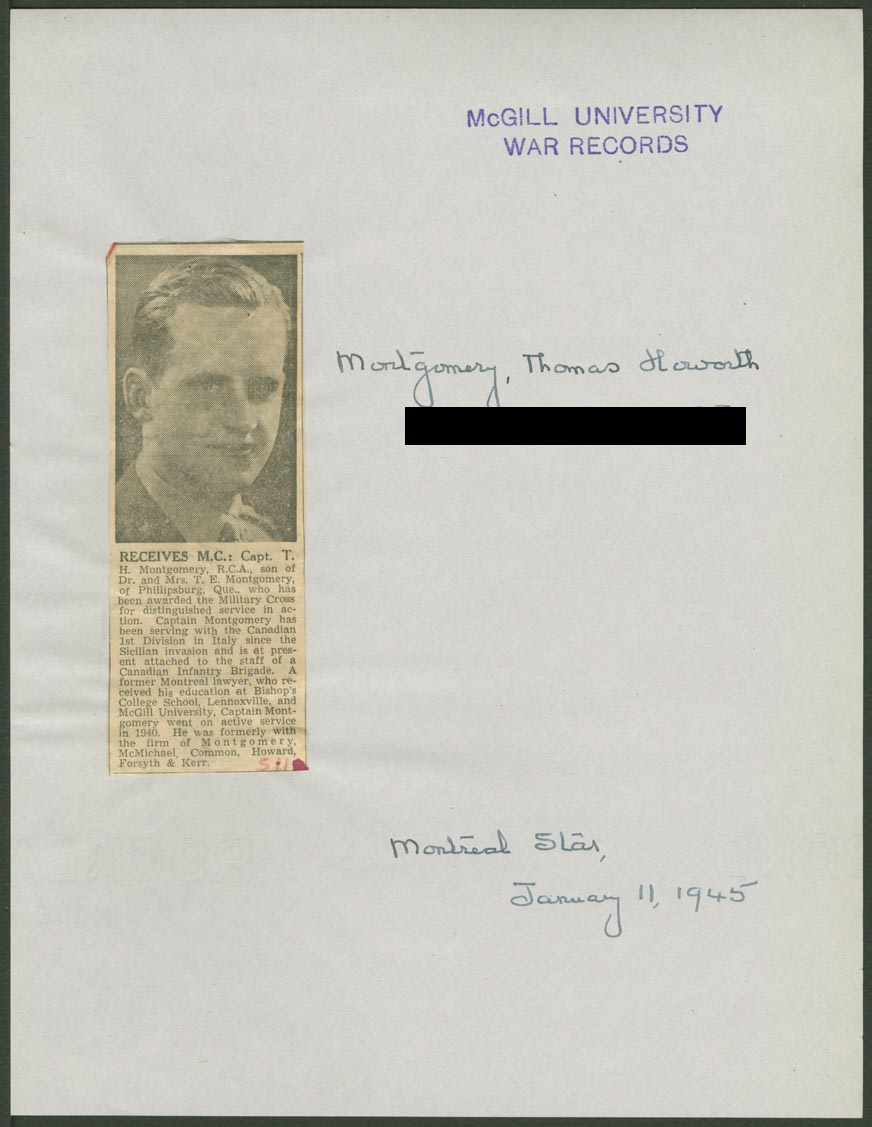 McGILL UNIVERSITY
WAR RECORDS
Montgomery, Thomas Howorth
RECEIVES M.C.: Capt. T.
H. Montgomery, R.C.A., son of
Dr. and Mrs. T. E. Montgomery,
of Phillipsburg, Que., who has
been awarded the Military Cross
for distinguished service in ac-
tion. Captain Montgomery has
been serving with the Canadian
1st Division in Italy since the
Sicilian invasion and is at pres-
ent attached to the staff of a
Canadian Infantry Brigade. A
former Montreal lawyer, who re-
ceived his education at Bishop's
College School, Lennoxville, and
McGill University, Captain Mont-
gomery went on active service
in 1940. He was formerly with
the firm of Montgomery,
McMichael, Common, Howard,
Forsyth & Kerr.
Montreal Star,
January 11, 1945